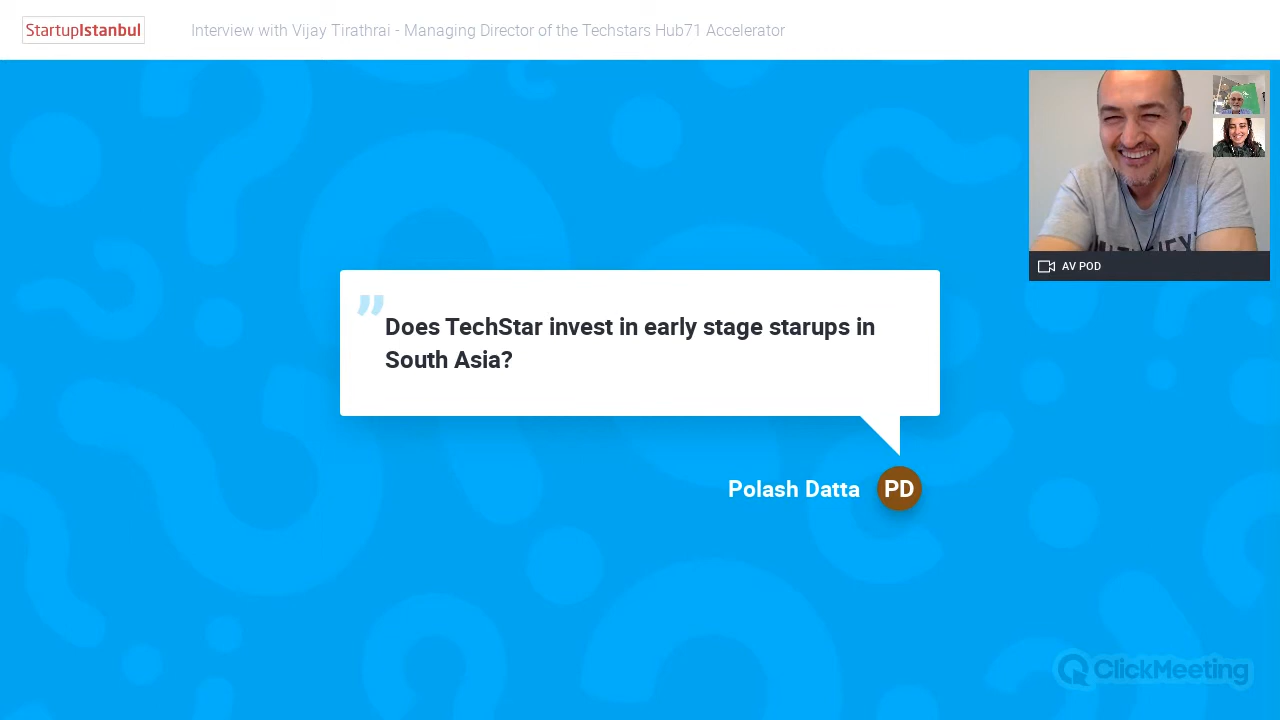 StartupIstanbul
Interview with Vijay Tirathrai - Managing Director of the Techstars Hub71 Accelerator
AV POD
”
Does TechStar invest in early stage starups in
South Asia?
Polash Datta
PD
ClickMeeting